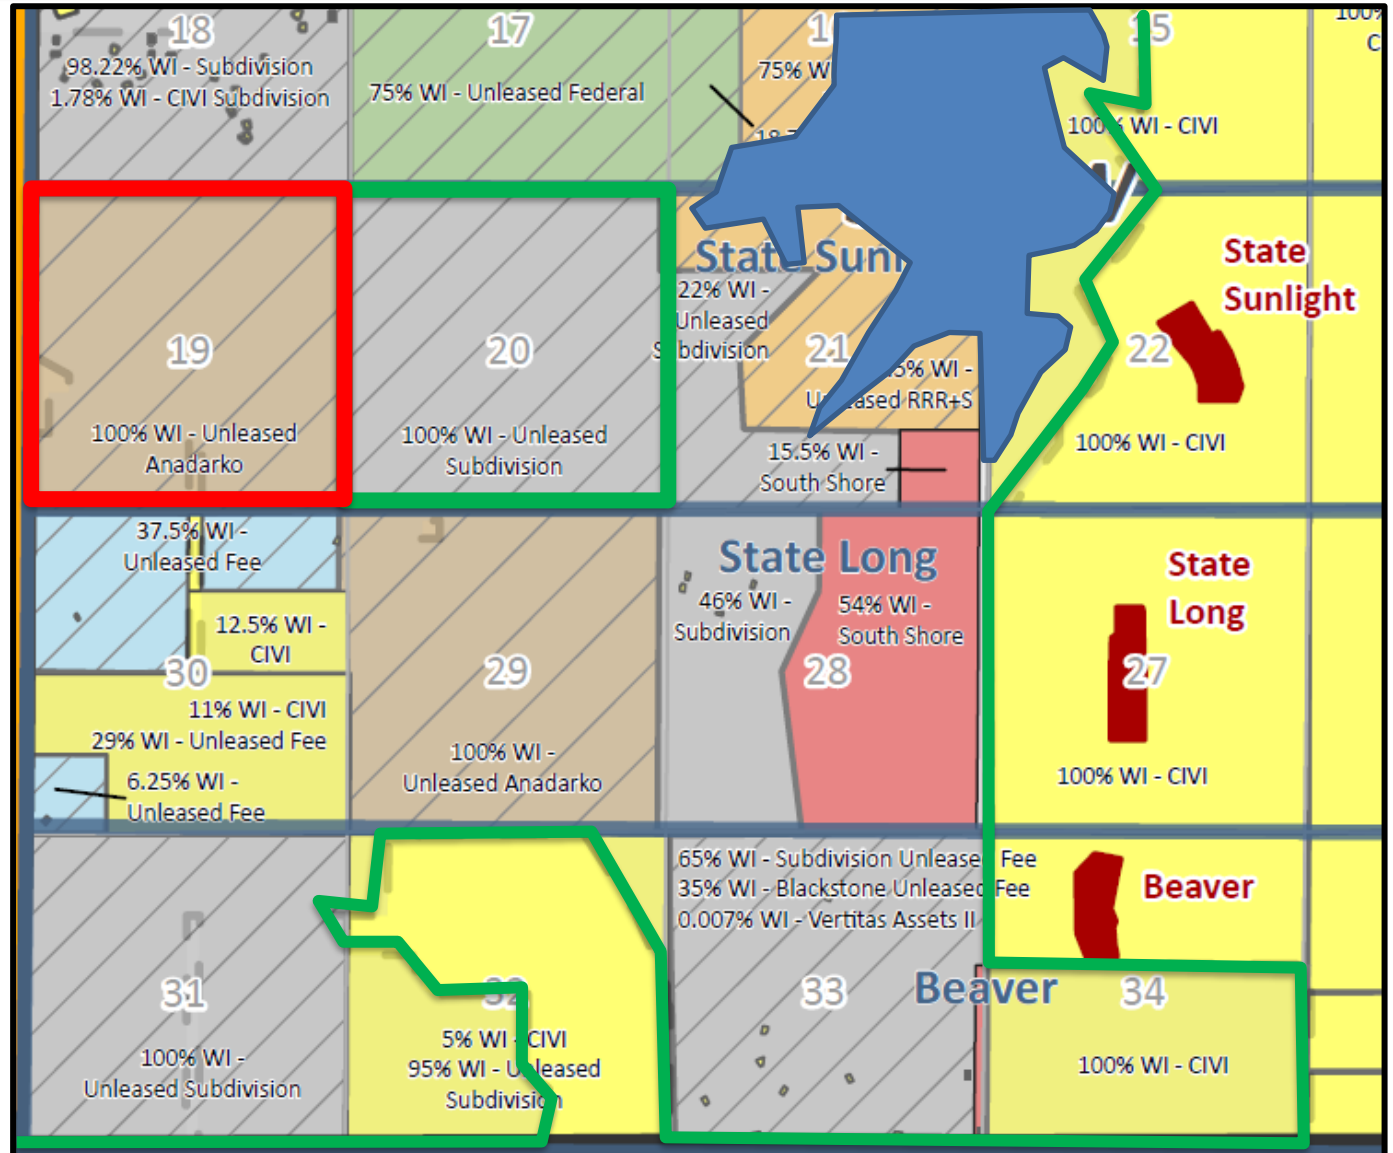 18
98.22% WI - Subdivision
1.78% WI - CIVI Subdivision
17
75% WI - Unleased Federal
75% W
15
100% WI - CIVI
100%
C
19
100% WI - Unleased
Anadarko
20
100% WI - Unleased
Subdivision
State Sunl
22% WI -
Unleased
Subdivision
21
5% WI -
Unleased RRR+S
15.5% WI -
South Shore
State
Sunlight
22
100% WI - CIVI
37.5% WI -
Unleased Fee
12.5% WI -
CIVI
30
11% WI - CIVI
29% WI - Unleased Fee
6.25% WI -
Unleased Fee
29
100% WI -
Unleased Anadarko
State Long
46% WI -
Subdivision
54% WI -
South Shore
28
State
Long
27
100% WI - CIVI
31
100% WI -
Unleased Subdivision
32
5% WI - CIVI
95% WI - Unleased
Subdivision
65% WI - Subdivision Unleased Fee
35% WI - Blackstone Unleased Fee
0.007% WI - Vertitas Assets II
33
Beaver
Beaver
34
100% WI - CIVI